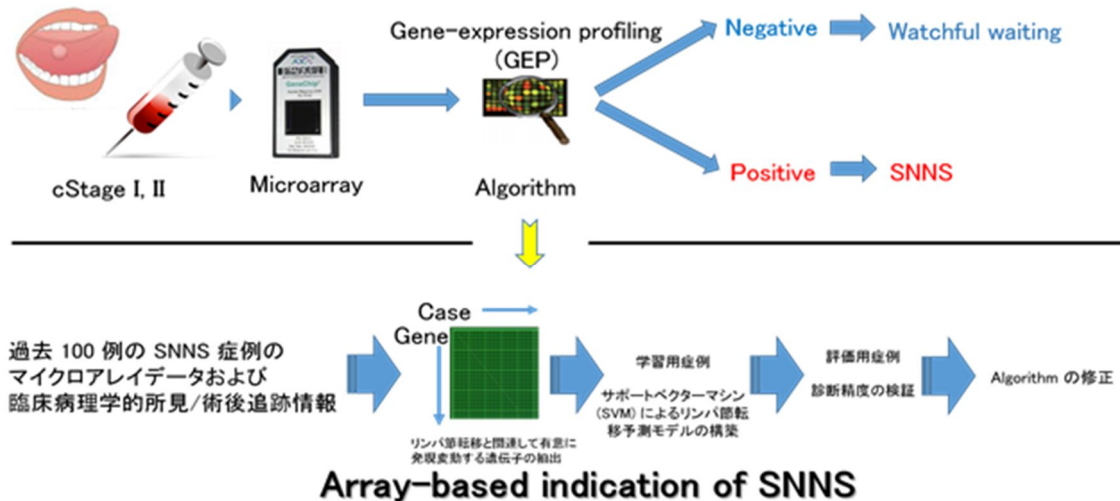 Gene-expression profiling
(GEP)
Negative
Watchful waiting
GeneChip
cStage I, II
Microarray
Algorithm
Positive
SNNS
Case
Gene
過去 100 例の SNNS 症例の
マイクロアレイデータおよび
臨床病理学的所見/術後追跡情報
リンパ節転移と関連して有意に
発現変動する遺伝子の抽出
学習用症例
サポートベクターマシン
(SVM) によるリンパ節転
移予測モデルの構築
評価用症例
診断精度の検証
Algorithm の修正
Array-based indication of SNNS